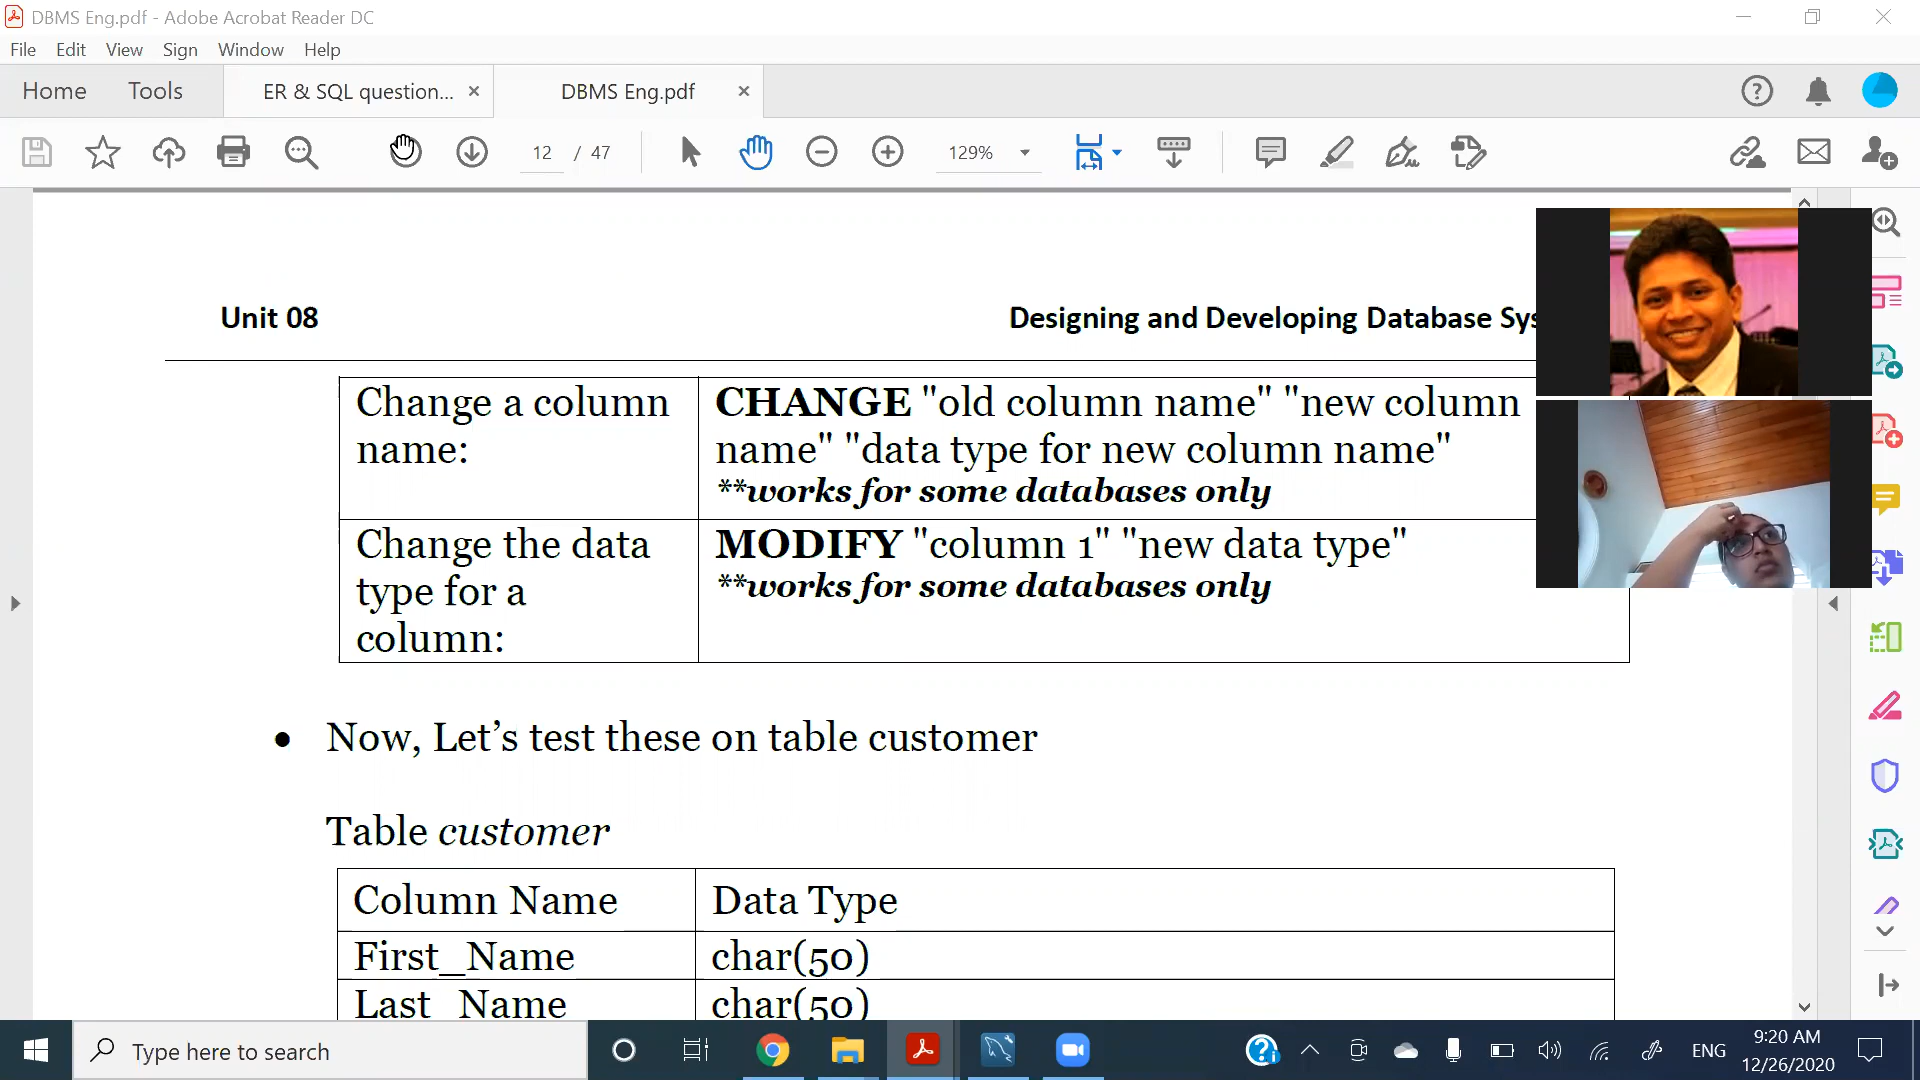 DBMS Eng.pdf - Adobe Acrobat Reader DC
File Edit View Sign Window Help
Home Tools ER & SQL question... × DBMS Eng.pdf ×
12 / 47 129%
Unit 08 Designing and Developing Database Sys
Change a column CHANGE "old column name" "new column
name: name" "data type for new column name"
**works for some databases only
Change the data MODIFY "column 1" "new data type"
type for a **works for some databases only
column:
• Now, Let’s test these on table customer
Table customer
Column Name Data Type
First_Name char(50)
Last_Name char(50)
Type here to search
ENG 9:20 AM
12/26/2020